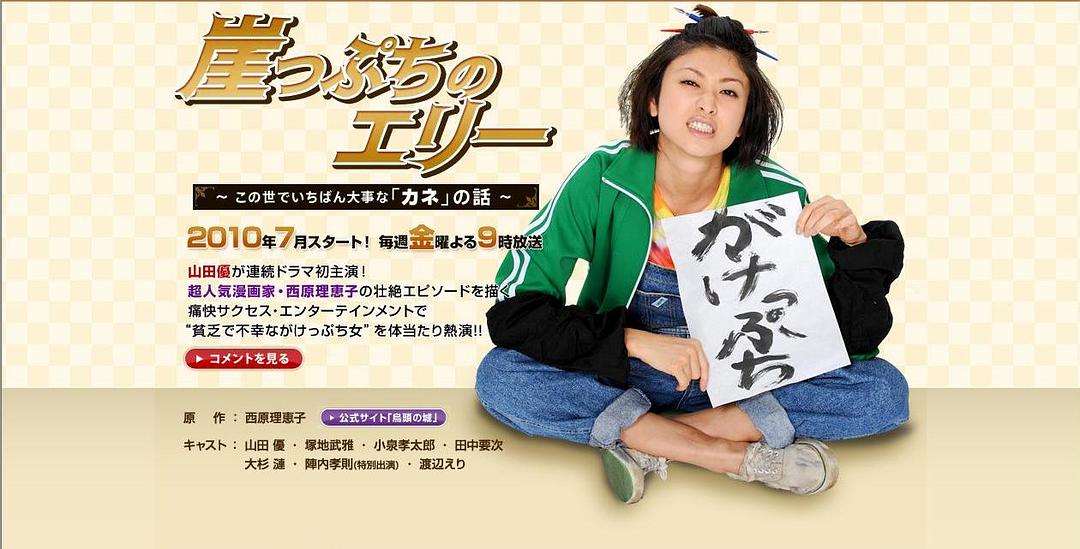 崖っぷちの
エリー
~ この世でいちばん大事な「カネ」の話 ~
2010年7月スタート! 毎週金曜よる9時放送
山田優が連続ドラマ初主演!
超人気漫画家・西原理恵子の壮絶エピソードを描く
痛快サクセス・エンターテインメントで
“貧乏で不幸ながけっぷち女” を体当たり熱演!!
コメントを見る
原 作 : 西原理恵子 公式サイト「鳥頭の城」
キャスト : 山田 優 ・ 塚地武雅 ・ 小泉孝太郎 ・ 田中要次
大杉 漣 ・ 陣内孝則(特別出演) ・ 渡辺えり
がけっぷち